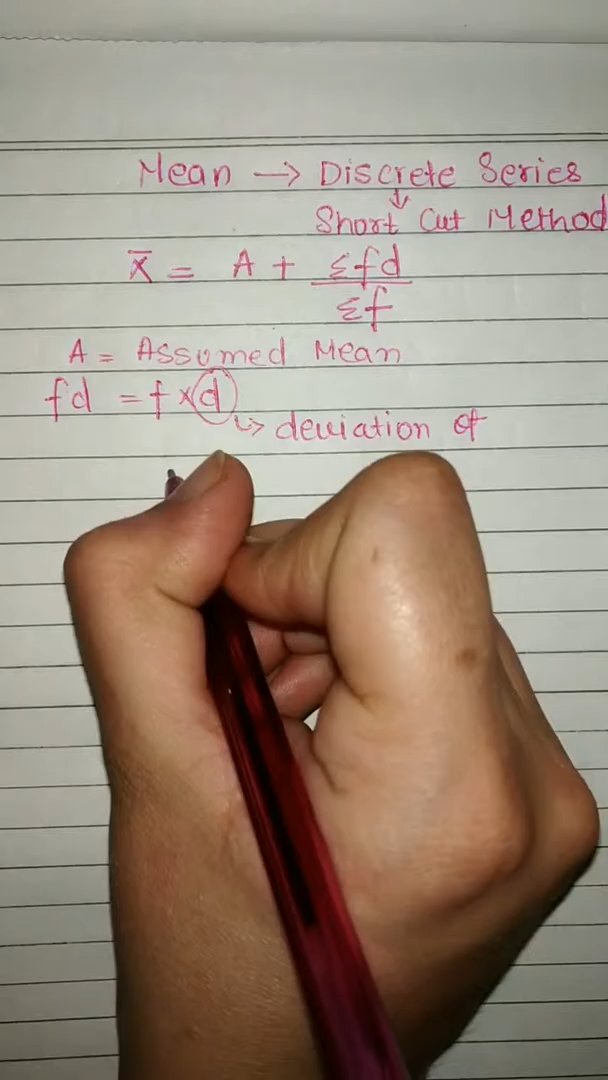 Mean → Discrete Series
↓
Short Cut Method
X̄ = A + Σfd / Σf
A = Assumed Mean
fd = f × d
↳ deviation of